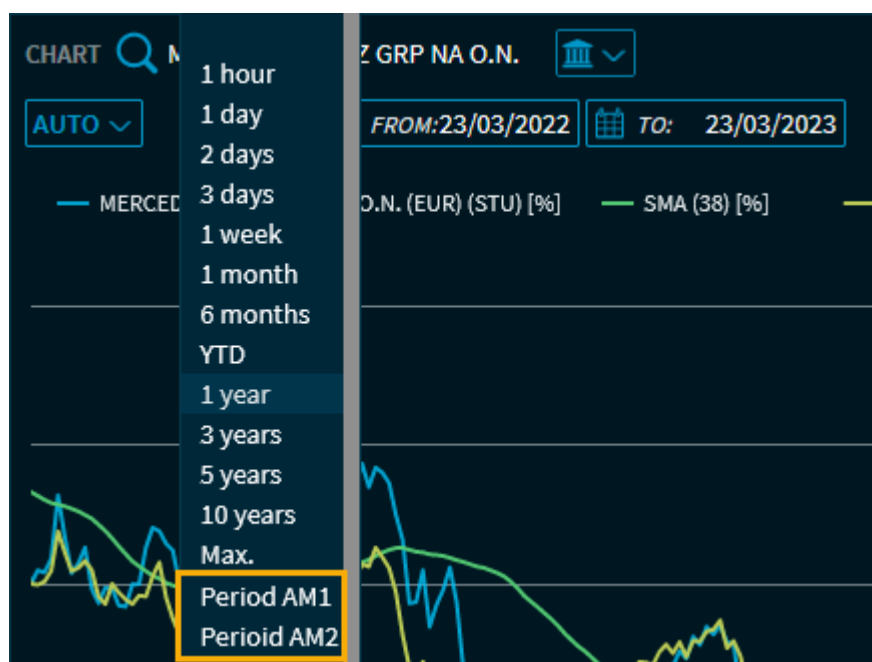 CHART M Z GRP NA O.N.
AUTO FROM:23/03/2022 TO: 23/03/2023
MERCED O.N. (EUR) (STU) [%] SMA (38) [%]
1 hour
1 day
2 days
3 days
1 week
1 month
6 months
YTD
1 year
3 years
5 years
10 years
Max.
Period AM1
Perioid AM2